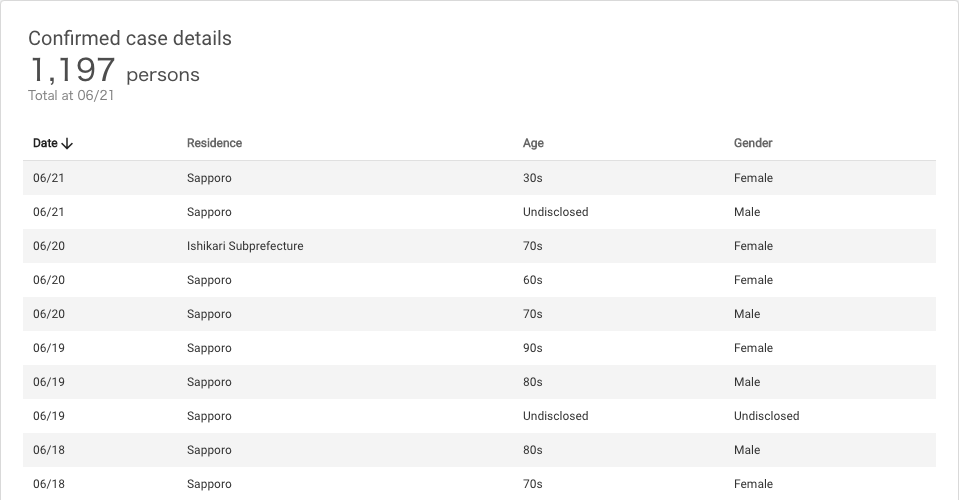 Confirmed case details
1,197 persons
Total at 06/21
Date Residence Age Gender
06/21 Sapporo 30s Female
06/21 Sapporo Undisclosed Male
06/20 Ishikari Subprefecture 70s Female
06/20 Sapporo 60s Female
06/20 Sapporo 70s Male
06/19 Sapporo 90s Female
06/19 Sapporo 80s Male
06/19 Sapporo Undisclosed Undisclosed
06/18 Sapporo 80s Male
06/18 Sapporo 70s Female